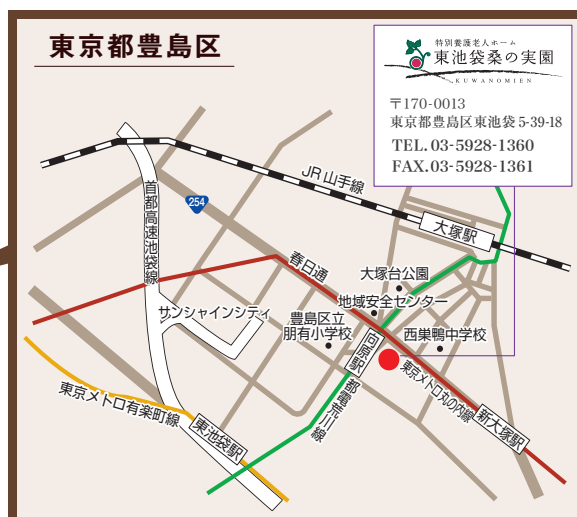 東京都豊島区
特別養護老人ホーム
東池袋桑の実園
KUWANOMIEN
〒170-0013
東京都豊島区東池袋5-39-18
TEL.03-5928-1360
FAX.03-5928-1361
JR山手線
254
首都高速池袋線
大塚駅
春日通
大塚台公園
地域安全センター
サンシャインシティ
豊島区立
朋有小学校
向原駅
西巣鴨中学校
東京メトロ丸の内線
都電荒川線
東京メトロ有楽町線
東池袋駅
新大塚駅